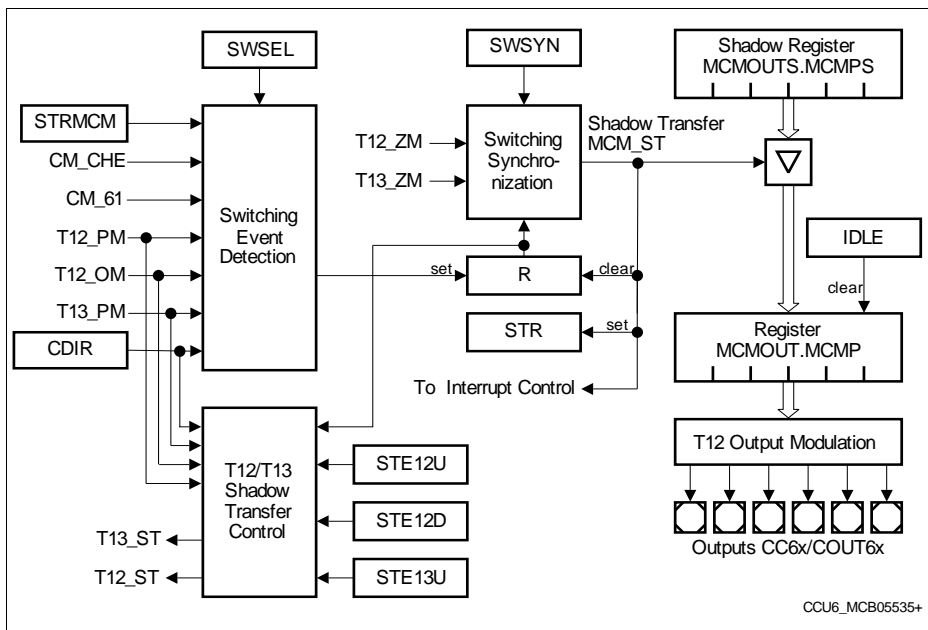 SWSEL
SWSYN
Shadow Register
MCMOUTS.MCMPS
STRMCM
CM_CHE
CM_61
T12_PM
T12_OM
T13_PM
CDIR
Switching
Event
Detection
T12_ZM
T13_ZM
Switching
Synchro-
nization
Shadow Transfer
MCM_ST
IDLE
clear
set
R
clear
STR
set
To Interrupt Control
Register
MCMOUT.MCMP
T12 Output Modulation
Outputs CC6x/COUT6x
T12/T13
Shadow
Transfer
Control
STE12U
STE12D
STE13U
T13_ST
T12_ST
CCU6_MCB05535+